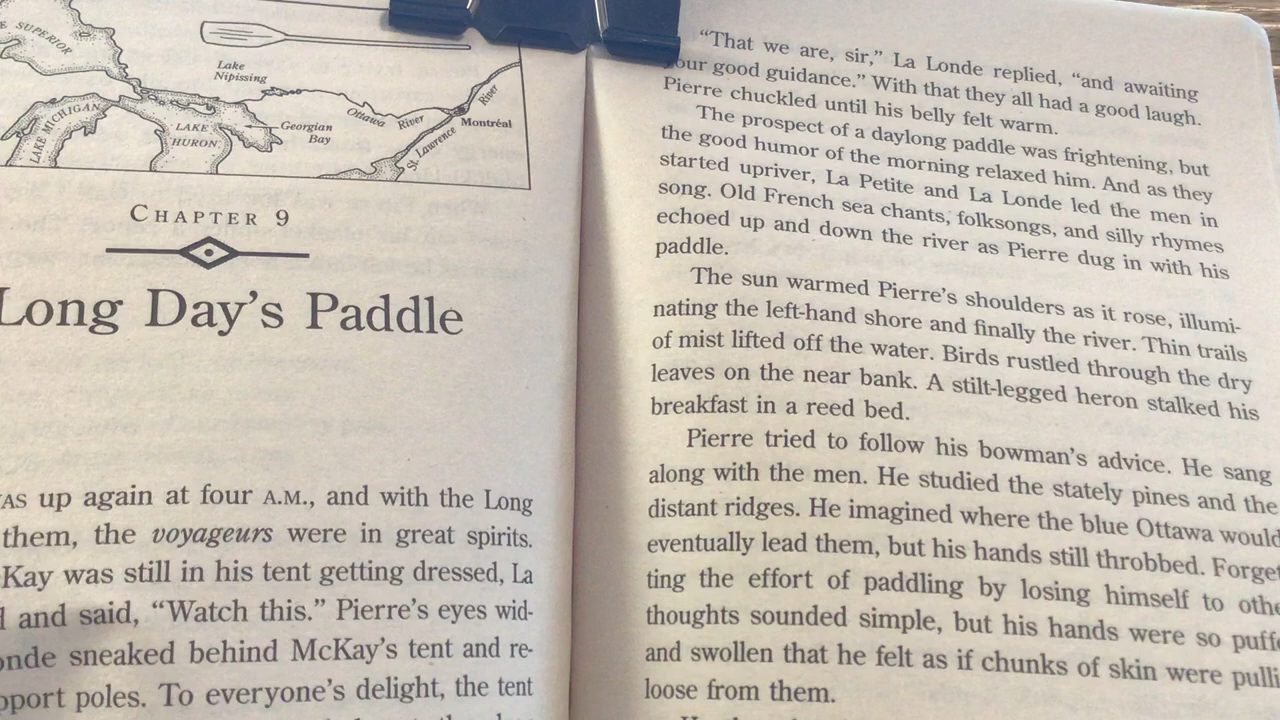 E SUPERIOR
Lake
Nipissing
LAKE MICHIGAN
LAKE
HURON
Georgian
Bay
Ottawa River
Montréal
St. Lawrence River
CHAPTER 9
Long Day's Paddle
AS up again at four A.M., and with the Long
them, the voyageurs were in great spirits.
Kay was still in his tent getting dressed, La
and said, “Watch this.” Pierre's eyes wid-
onde sneaked behind McKay's tent and re-
pport poles. To everyone's delight, the tent
“That we are, sir,” La Londe replied, “and awaiting
our good guidance.” With that they all had a good laugh.
Pierre chuckled until his belly felt warm.
The prospect of a daylong paddle was frightening, but
the good humor of the morning relaxed him. And as they
started upriver, La Petite and La Londe led the men in
song. Old French sea chants, folksongs, and silly rhymes
echoed up and down the river as Pierre dug in with his
paddle.
The sun warmed Pierre's shoulders as it rose, illumi-
nating the left-hand shore and finally the river. Thin trails
of mist lifted off the water. Birds rustled through the dry
leaves on the near bank. A stilt-legged heron stalked his
breakfast in a reed bed.
Pierre tried to follow his bowman's advice. He sang
along with the men. He studied the stately pines and the
distant ridges. He imagined where the blue Ottawa would
eventually lead them, but his hands still throbbed. Forget
ting the effort of paddling by losing himself to othe
thoughts sounded simple, but his hands were so puffe
and swollen that he felt as if chunks of skin were pulli
loose from them.